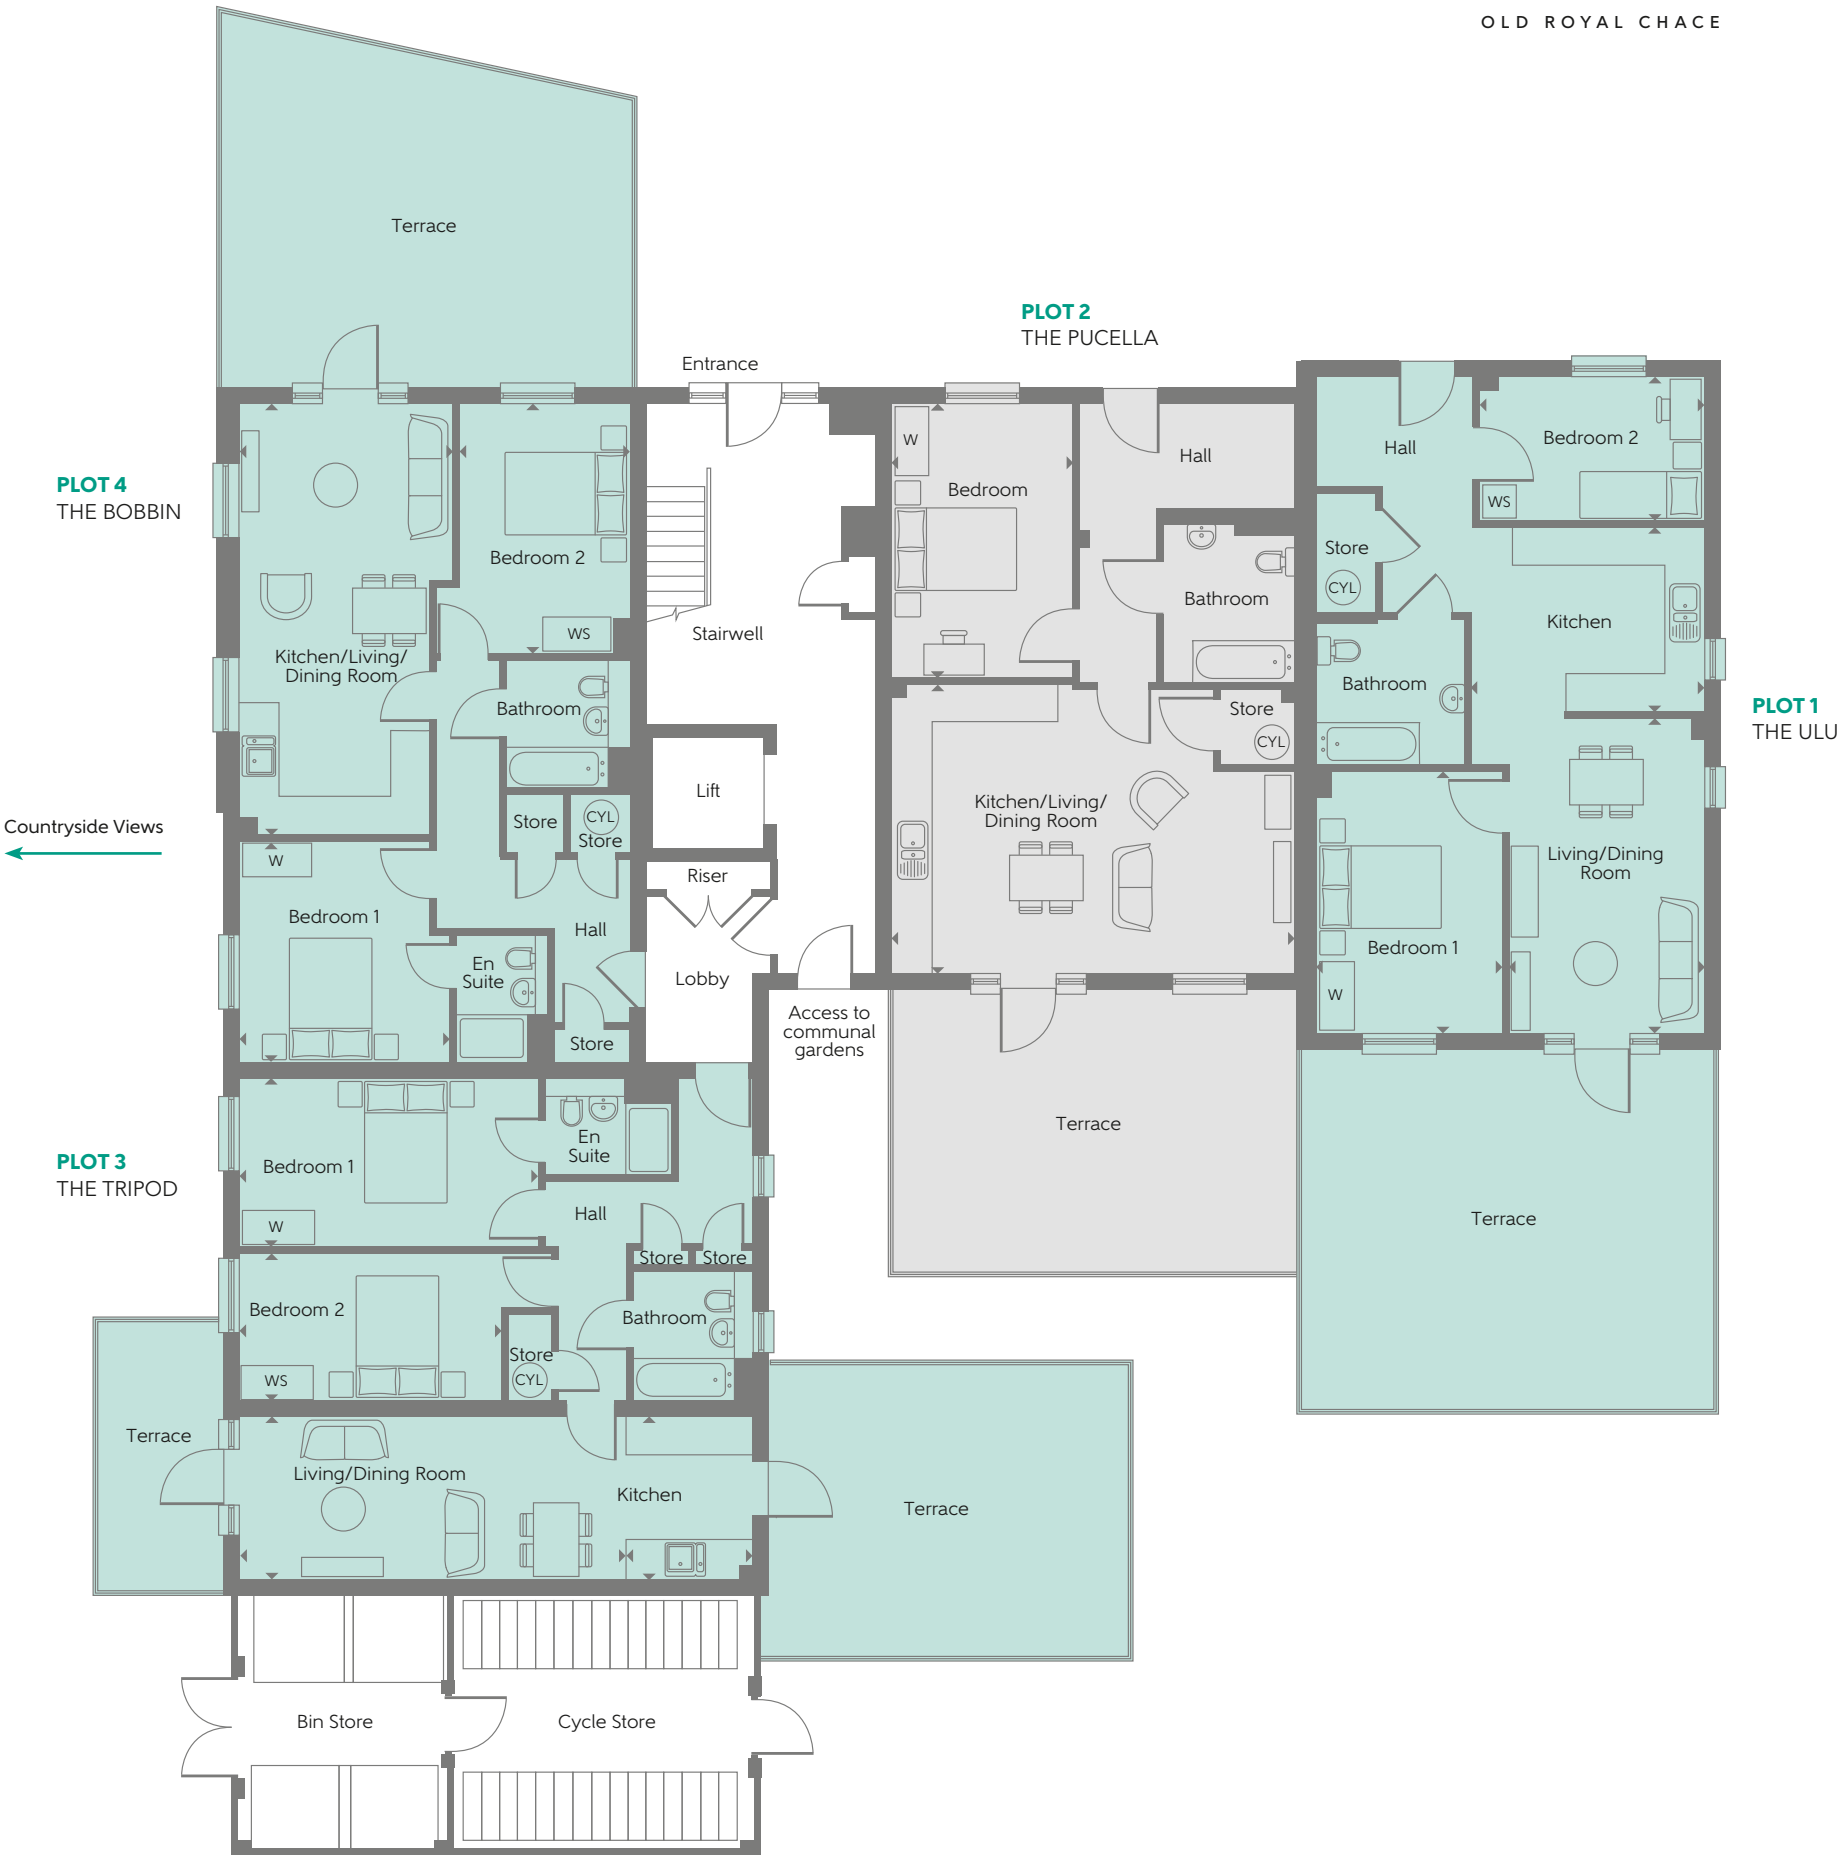 OLD ROYAL CHACE
Terrace
PLOT 2
THE PUCELLA
Entrance
PLOT 4
THE BOBBIN
Bedroom 2
WS
Kitchen/Living/
Dining Room
Bathroom
Stairwell
W
Bedroom
Hall
Bathroom
Hall
Bedroom 2
WS
Store
CYL
Kitchen
Bathroom
PLOT 1
THE ULU
Store
CYL
Kitchen/Living/
Dining Room
Lift
Store
CYL
Store
Countryside Views
W
Bedroom 1
Riser
Hall
En
Suite
Lobby
Store
Access to
communal
gardens
Living/Dining
Room
Bedroom 1
W
Terrace
Terrace
PLOT 3
THE TRIPOD
Bedroom 1
W
En
Suite
Hall
Store
Store
Bedroom 2
WS
Store
CYL
Bathroom
Terrace
Living/Dining Room
Kitchen
Terrace
Bin Store
Cycle Store